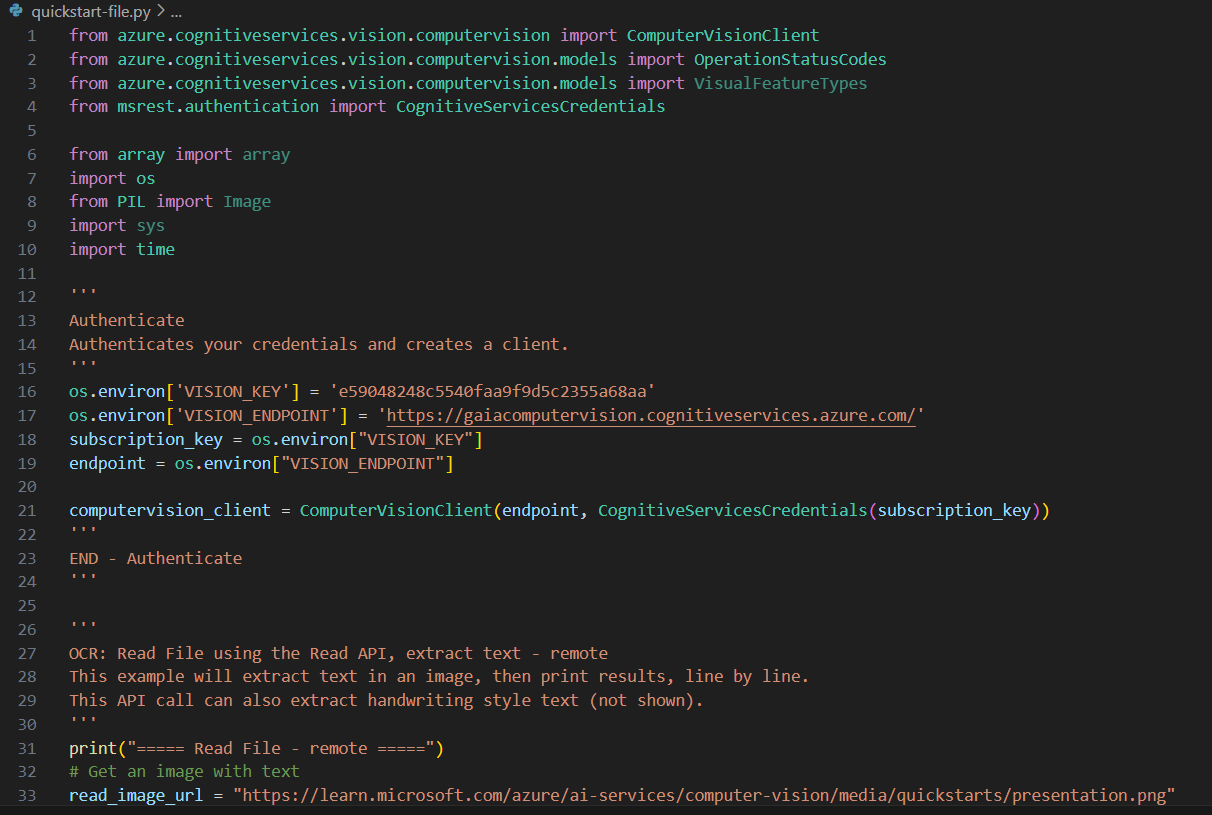 quickstart-file.py > ...
1 from azure.cognitiveservices.vision.computervision import ComputerVisionClient
2 from azure.cognitiveservices.vision.computervision.models import OperationStatusCodes
3 from azure.cognitiveservices.vision.computervision.models import VisualFeatureTypes
4 from msrest.authentication import CognitiveServicesCredentials
5
6 from array import array
7 import os
8 from PIL import Image
9 import sys
10 import time
11
12 '''
13 Authenticate
14 Authenticates your credentials and creates a client.
15 '''
16 os.environ['VISION_KEY'] = 'e59048248c5540faa9f9d5c2355a68aa'
17 os.environ['VISION_ENDPOINT'] = 'https://gaiacomputervision.cognitiveservices.azure.com/'
18 subscription_key = os.environ["VISION_KEY"]
19 endpoint = os.environ["VISION_ENDPOINT"]
20
21 computervision_client = ComputerVisionClient(endpoint, CognitiveServicesCredentials(subscription_key))
22 '''
23 END - Authenticate
24 '''
25
26 '''
27 OCR: Read File using the Read API, extract text - remote
28 This example will extract text in an image, then print results, line by line.
29 This API call can also extract handwriting style text (not shown).
30 '''
31 print("===== Read File - remote =====")
32 # Get an image with text
33 read_image_url = "https://learn.microsoft.com/azure/ai-services/computer-vision/media/quickstarts/presentation.png"